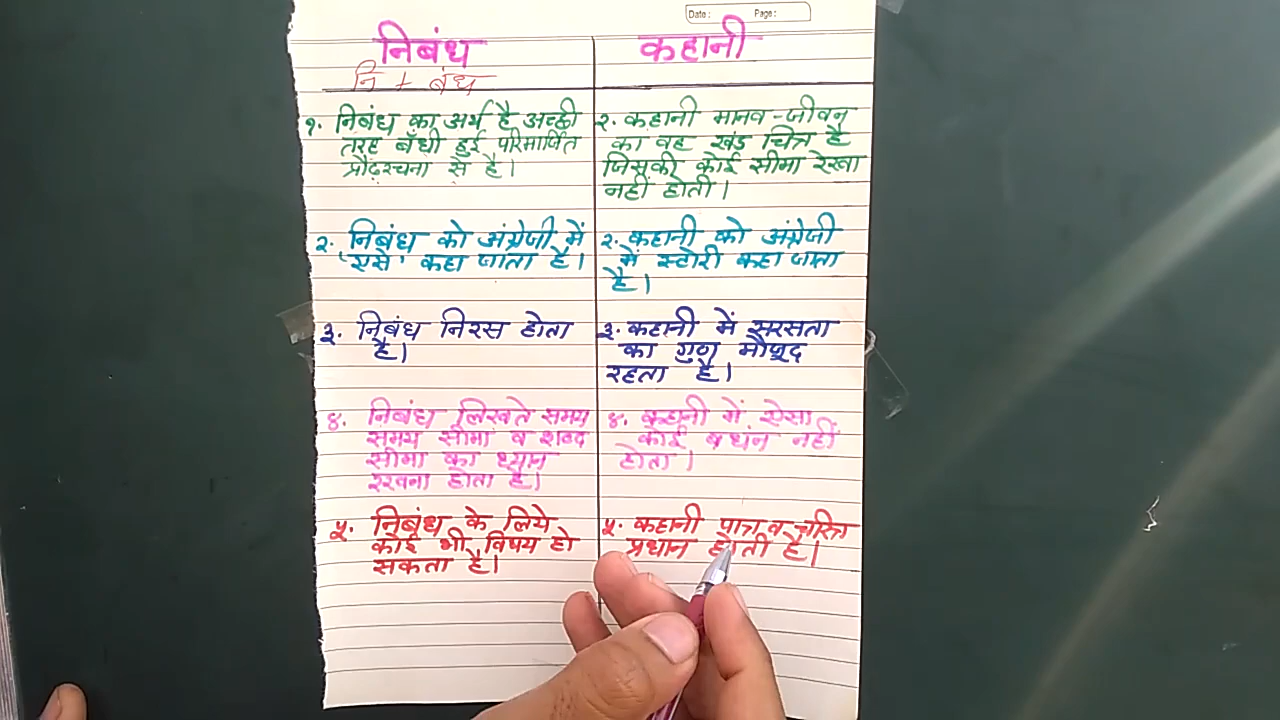 Date : Page :
निबंध
नि + बंध
१. निबंध का अर्थ है अच्छी
तरह बँधी हुई परिमार्जित
प्रौढ़रचना से है।
२. निबंध को अंग्रेजी में
'एसे' कहा जाता है।
३. निबंध निरस होता
है।
४. निबंध लिखते समय
समय सीमा व शब्द
सीमा का ध्यान
रखना होता है।
५. निबंध के लिये
कोई भी विषय हो
सकता है।
कहानी
१. कहानी मानव-जीवन
का वह खंड चित्र है
जिसकी कोई सीमा रेखा
नहीं होती।
२. कहानी को अंग्रेजी
में स्टोरी कहा जाता
है।
३. कहानी में सरसता
का गुण मौजूद
रहता है।
४. कहानी में ऐसा
कोई बधंन नहीं
होता।
५. कहानी पात्र व चरित्र
प्रधान होती है।